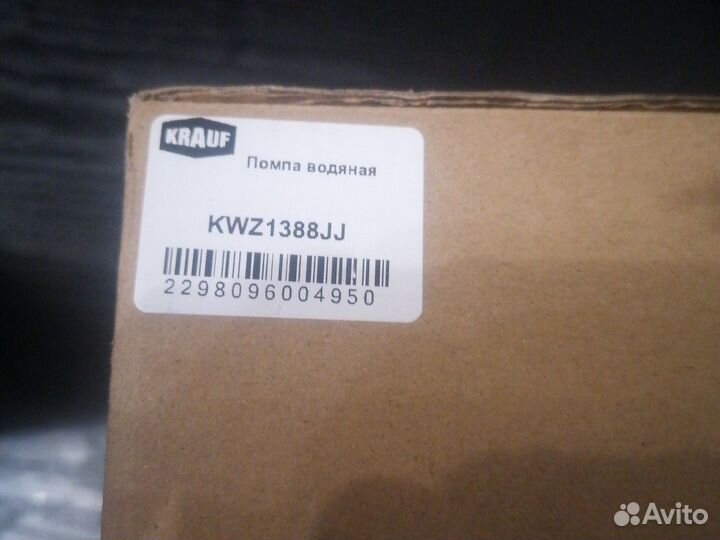 KRAUF
Помпа водяная
KWZ1388JJ
2298096004950
Avito